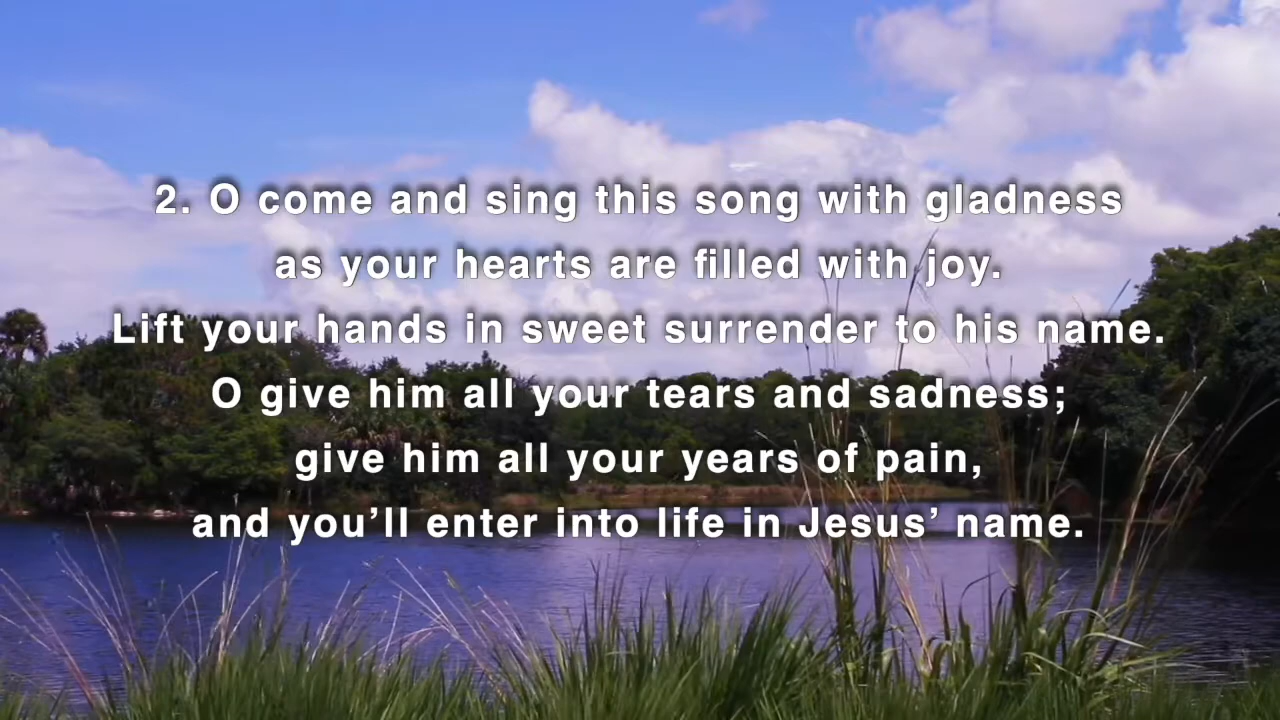 2. O come and sing this song with gladness
as your hearts are filled with joy.
Lift your hands in sweet surrender to his name.
O give him all your tears and sadness;
give him all your years of pain,
and you’ll enter into life in Jesus’ name.